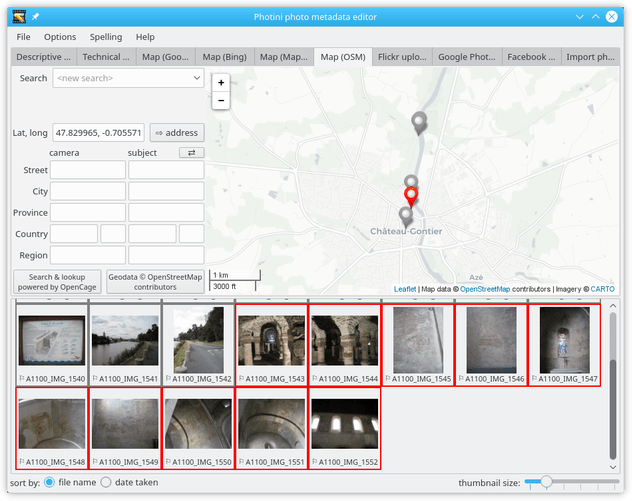 Photini photo metadata editor
File Options Spelling Help
Descriptive ... Technical ... Map (Goo... Map (Bing) Map (Map... Map (OSM) Flickr uplo... Google Phot... Facebook ... Import ph...
Search <new search>
+
−
Lat, long 47.829965, -0.705571 ⇨ address
camera subject ⇄
Street
City
Province
Country
Region
Search & lookup
powered by OpenCage
Geodata © OpenStreetMap
contributors
Château-Gontier
Azé
1 km
3000 ft
Leaflet | Map data © OpenStreetMap contributors | Imagery © CARTO
A1100_IMG_1540 A1100_IMG_1541 A1100_IMG_1542 A1100_IMG_1543 A1100_IMG_1544 A1100_IMG_1545 A1100_IMG_1546 A1100_IMG_1547
A1100_IMG_1548 A1100_IMG_1549 A1100_IMG_1550 A1100_IMG_1551 A1100_IMG_1552
sort by: file name date taken thumbnail size: